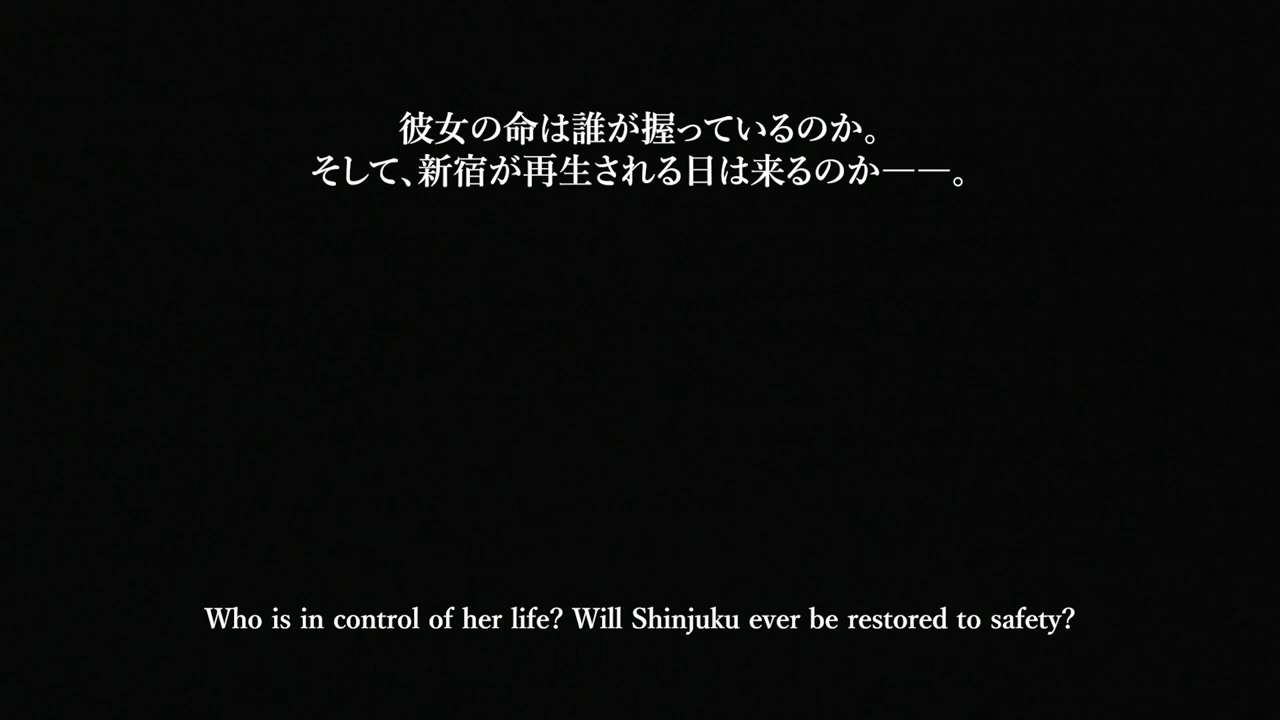 彼女の命は誰が握っているのか。
そして、新宿が再生される日は来るのか――。
Who is in control of her life? Will Shinjuku ever be restored to safety?